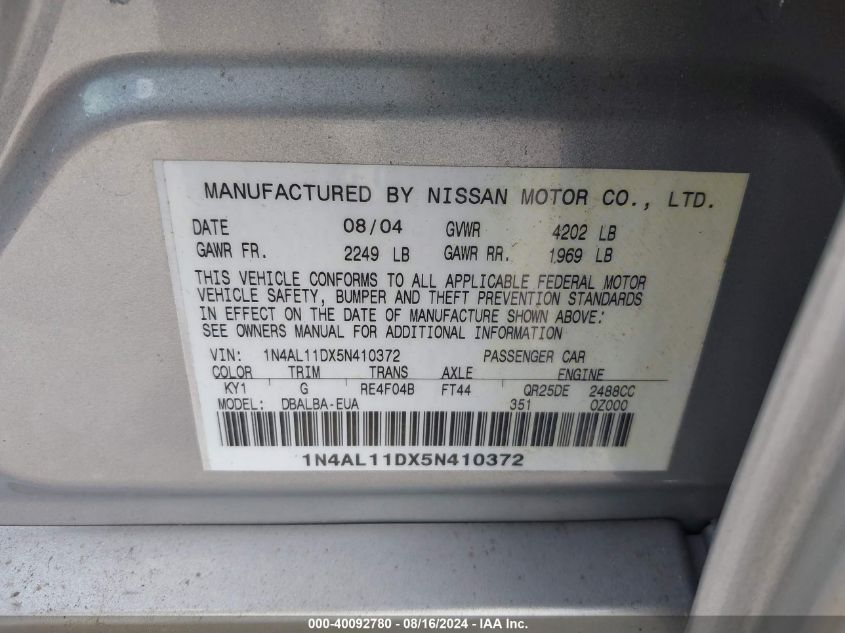 MANUFACTURED BY NISSAN MOTOR CO., LTD.
DATE 08/04 GVWR 4202 LB
GAWR FR. 2249 LB GAWR RR. 1969 LB
THIS VEHICLE CONFORMS TO ALL APPLICABLE FEDERAL MOTOR
VEHICLE SAFETY, BUMPER AND THEFT PREVENTION STANDARDS
IN EFFECT ON THE DATE OF MANUFACTURE SHOWN ABOVE:
SEE OWNERS MANUAL FOR ADDITIONAL INFORMATION
VIN: 1N4AL11DX5N410372 PASSENGER CAR
COLOR TRIM TRANS AXLE ENGINE
KY1 G RE4F04B FT44 QR25DE 2488CC
MODEL: DBALBA-EUA 351 0Z000
1N4AL11DX5N410372
000-40092780 - 08/16/2024 - IAA Inc.